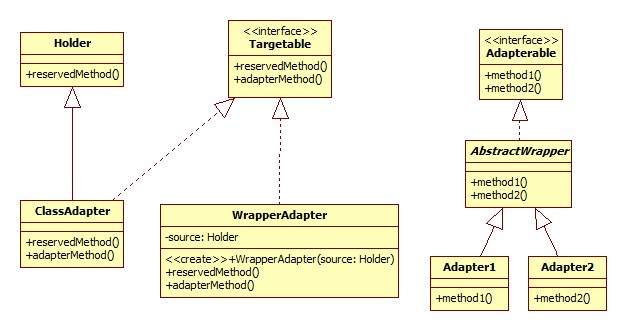 Holder
+reservedMethod()
<<interface>>
Targetable
+reservedMethod()
+adapterMethod()
<<interface>>
Adapterable
+method1()
+method2()
AbstractWrapper
+method1()
+method2()
ClassAdapter
+reservedMethod()
+adapterMethod()
WrapperAdapter
-source: Holder
<<create>>+WrapperAdapter(source: Holder)
+reservedMethod()
+adapterMethod()
Adapter1
+method1()
Adapter2
+method2()